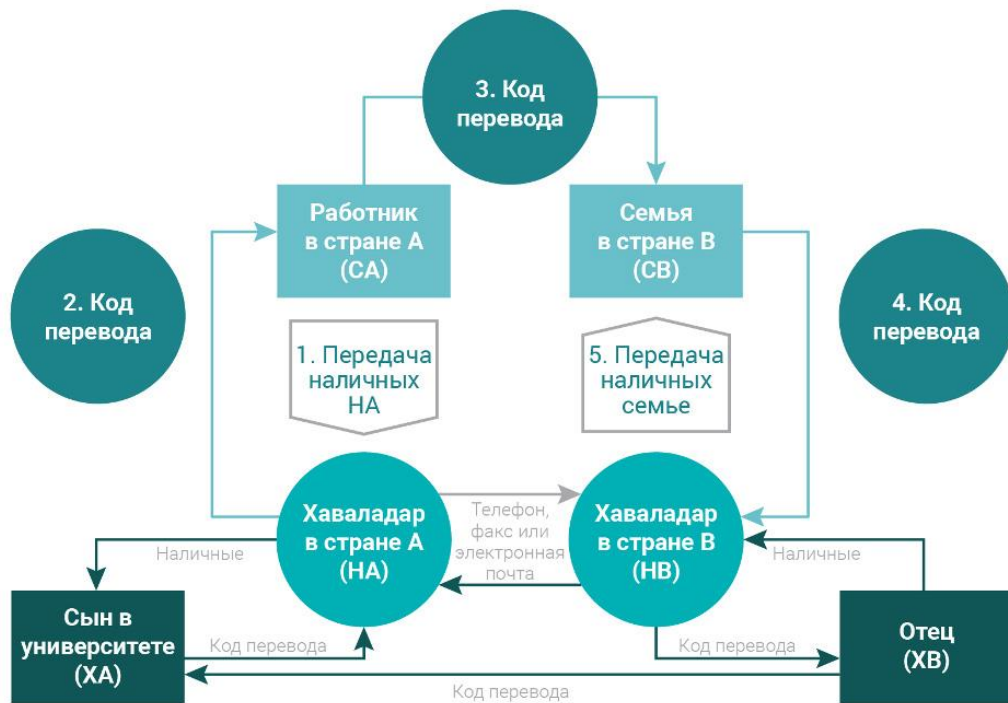 3. Код
перевода
Работник
в стране А
(СА)
Семья
в стране В
(СВ)
2. Код
перевода
4. Код
перевода
1. Передача
наличных
НА
5. Передача
наличных
семье
Хаваладар
в стране А
(НА)
Телефон,
факс или
электронная
почта
Хаваладар
в стране В
(НВ)
Наличные
Наличные
Сын в
университете
(ХА)
Код перевода
Код перевода
Отец
(ХВ)
Код перевода